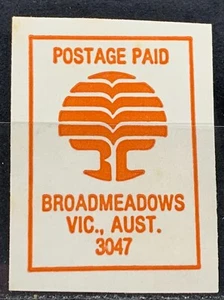 POSTAGE PAID
BROADMEADOWS
VIC., AUST.
3047